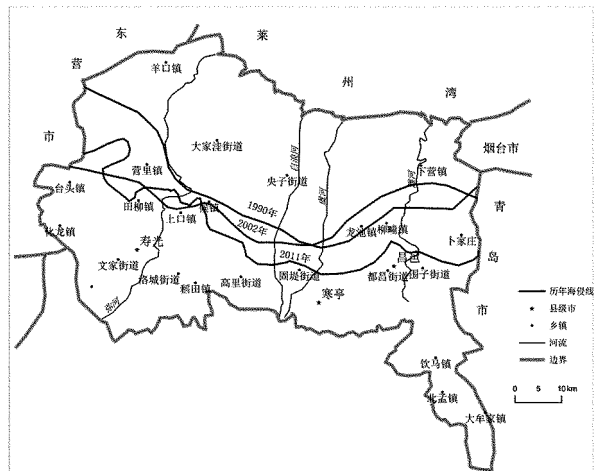 东
莱
州
湾
营
市
羊口镇
大家洼街道
白浪河
烟台市
下营镇
央子街道
营里镇
台头镇
1990年
青
岛
市
田柳镇
上口镇
2002年
龙池镇
柳疃镇
卜家庄
化龙镇
寿光
2011年
昌邑
文家街道
洛城街道
稻田镇
高里街道
固堤街道
都昌街道
围子街道
寒亭
历年海侵线
县级市
乡镇
河流
边界
0 5 10km
饮马镇
北孟镇
大牟家镇